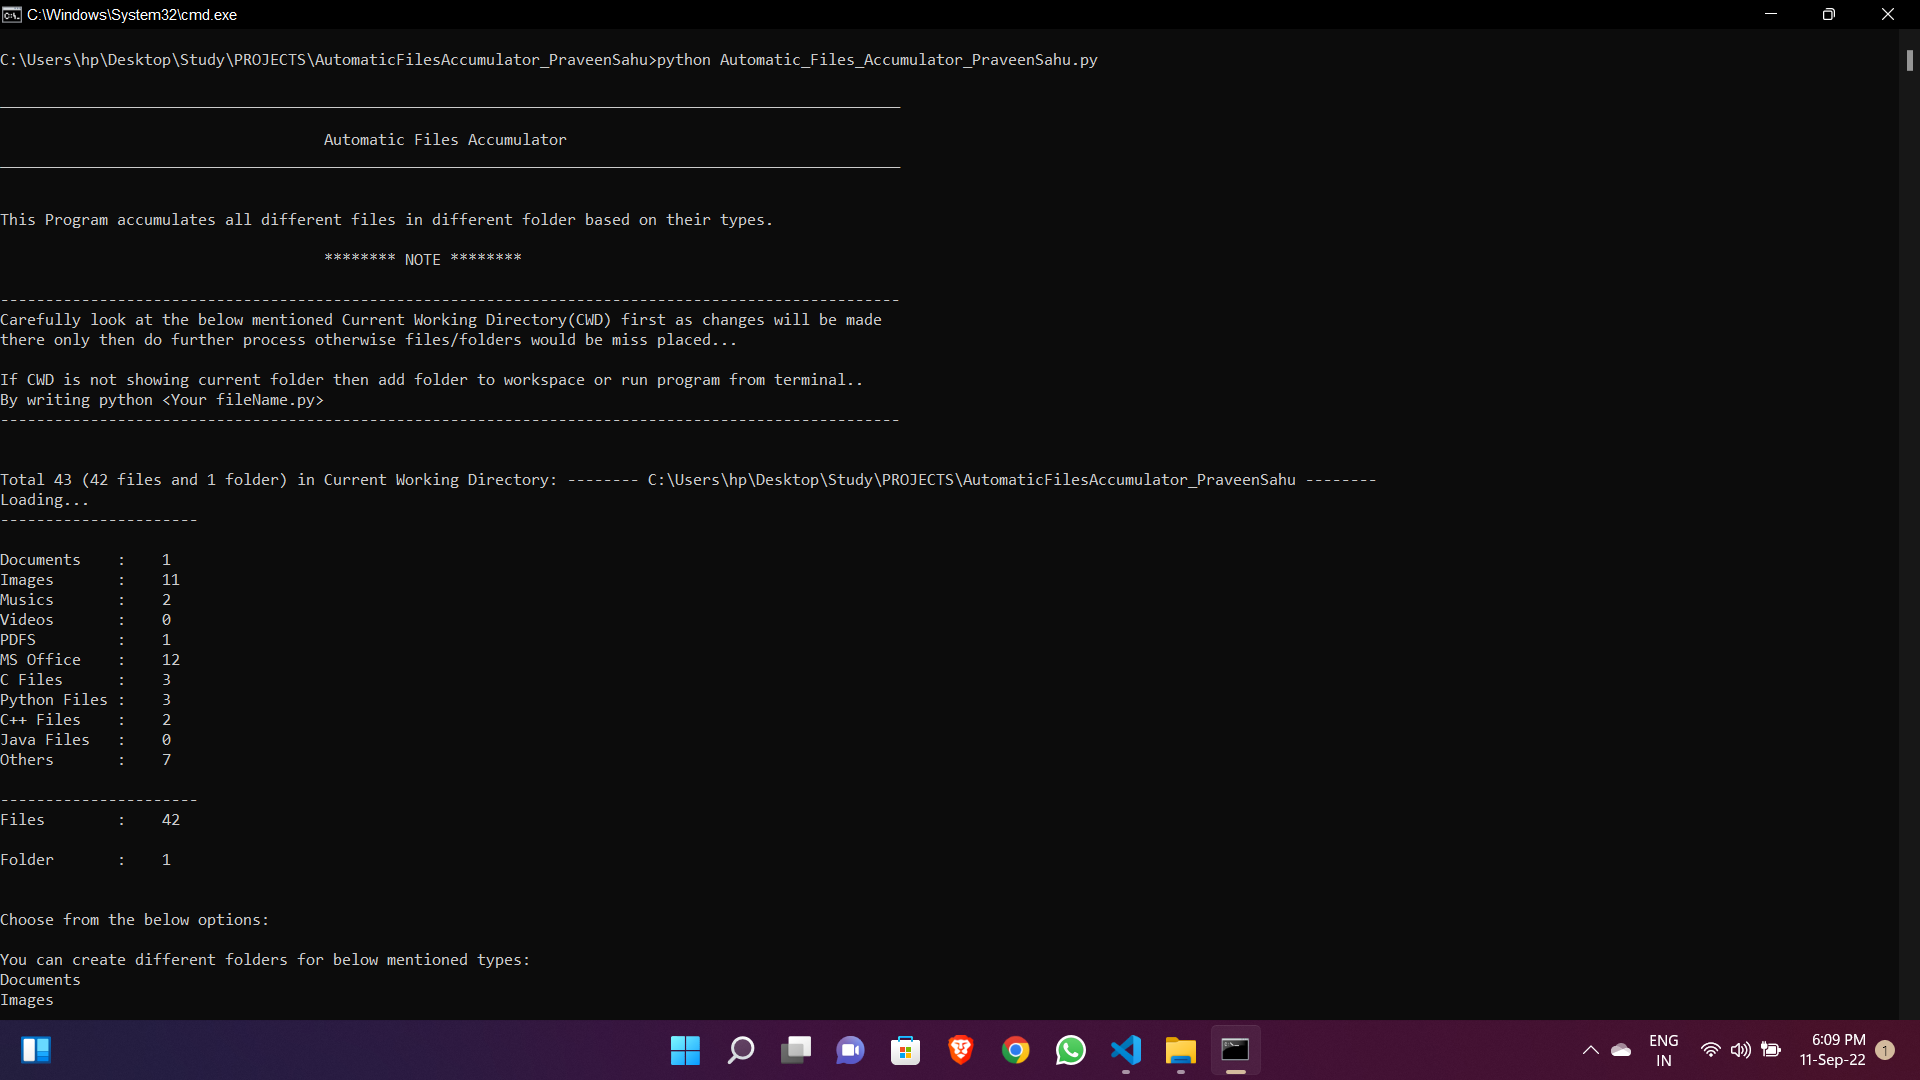 C:\Windows\System32\cmd.exe
C:\Users\hp\Desktop\Study\PROJECTS\AutomaticFilesAccumulator_PraveenSahu>python Automatic_Files_Accumulator_PraveenSahu.py
Automatic Files Accumulator
This Program accumulates all different files in different folder based on their types.
******** NOTE ********
----------------------------------------------------------------------------------------------------
Carefully look at the below mentioned Current Working Directory(CWD) first as changes will be made
there only then do further process otherwise files/folders would be miss placed...
If CWD is not showing current folder then add folder to workspace or run program from terminal..
By writing python <Your fileName.py>
----------------------------------------------------------------------------------------------------
Total 43 (42 files and 1 folder) in Current Working Directory: -------- C:\Users\hp\Desktop\Study\PROJECTS\AutomaticFilesAccumulator_PraveenSahu --------
Loading...
----------------------
Documents    :    1
Images       :    11
Musics       :    2
Videos       :    0
PDFS         :    1
MS Office    :    12
C Files      :    3
Python Files :    3
C++ Files    :    2
Java Files   :    0
Others       :    7
----------------------
Files        :    42
Folder       :    1
Choose from the below options:
You can create different folders for below mentioned types:
Documents
Images
ENG
IN
6:09 PM
11-Sep-22
1